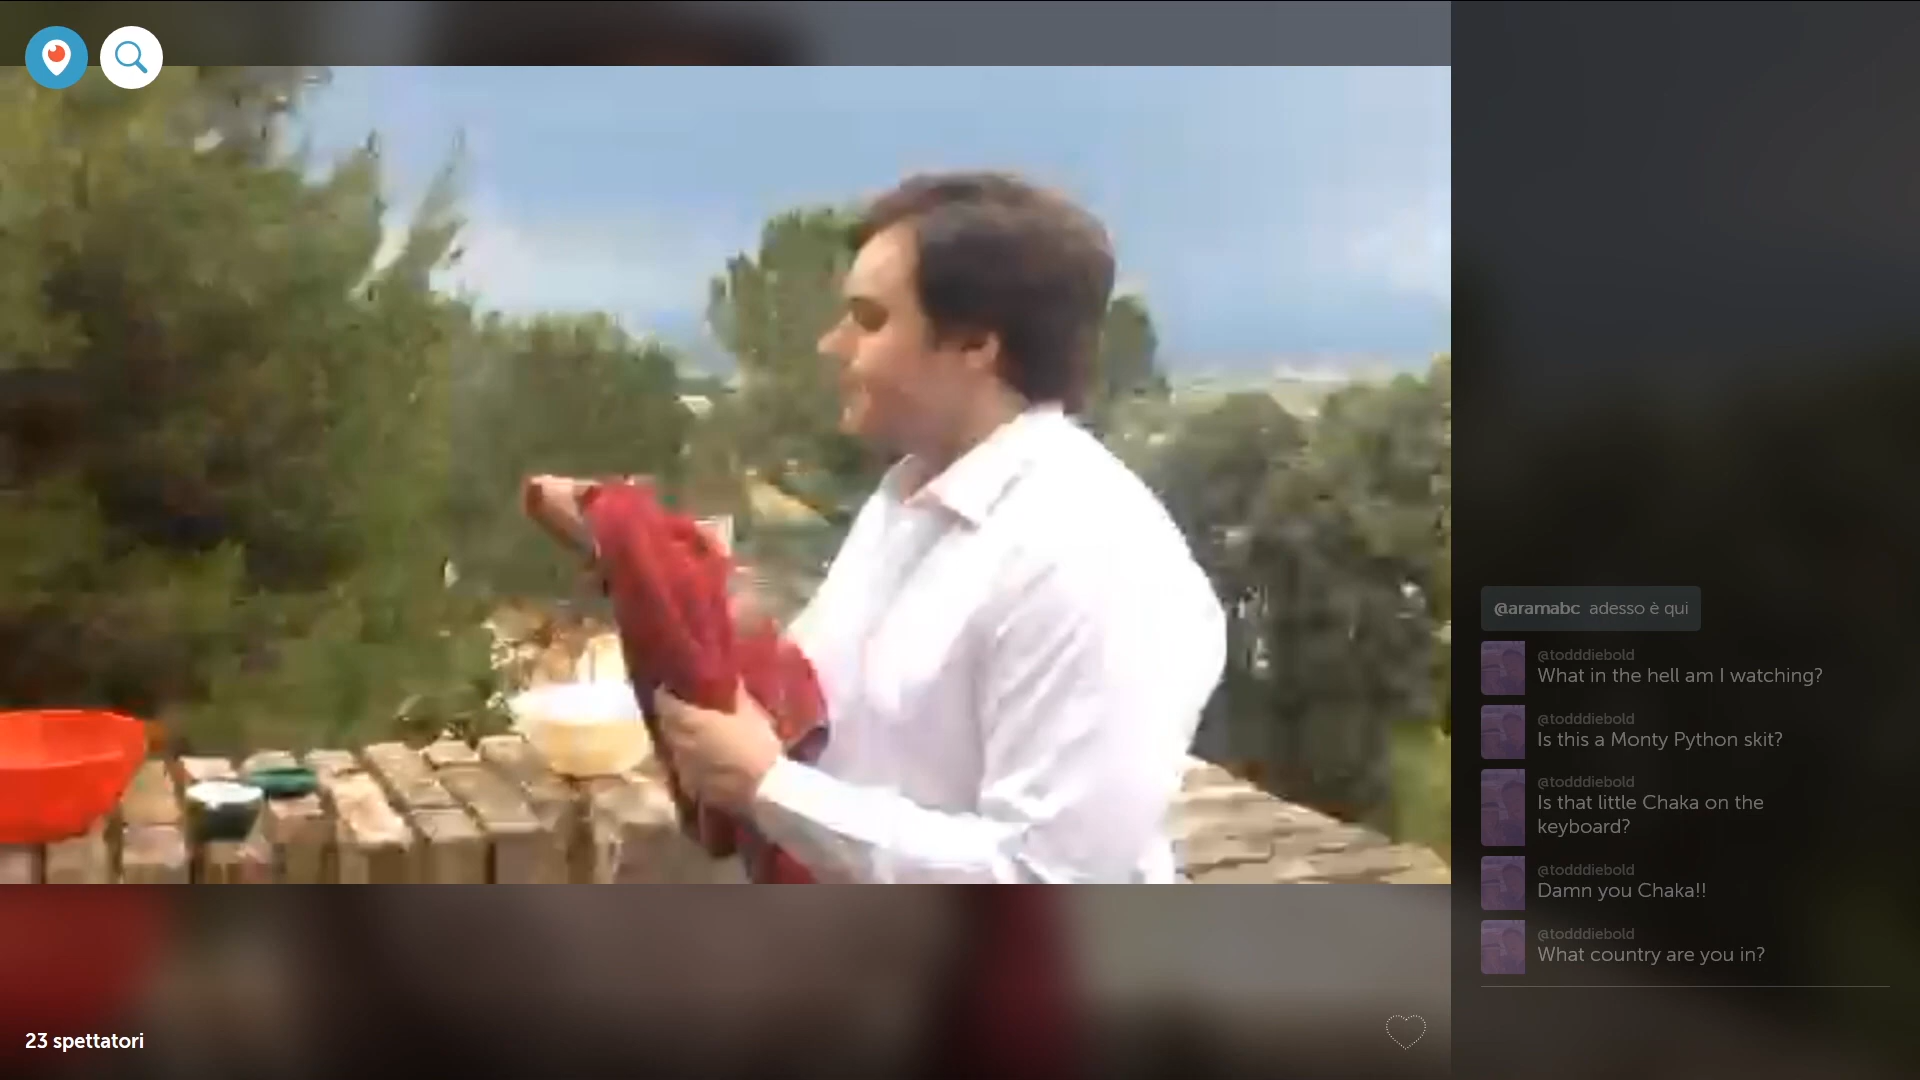 @aramabc adesso è qui
@todddiebold
What in the hell am I watching?
@todddiebold
Is this a Monty Python skit?
@todddiebold
Is that little Chaka on the
keyboard?
@todddiebold
Damn you Chaka!!
@todddiebold
What country are you in?
23 spettatori